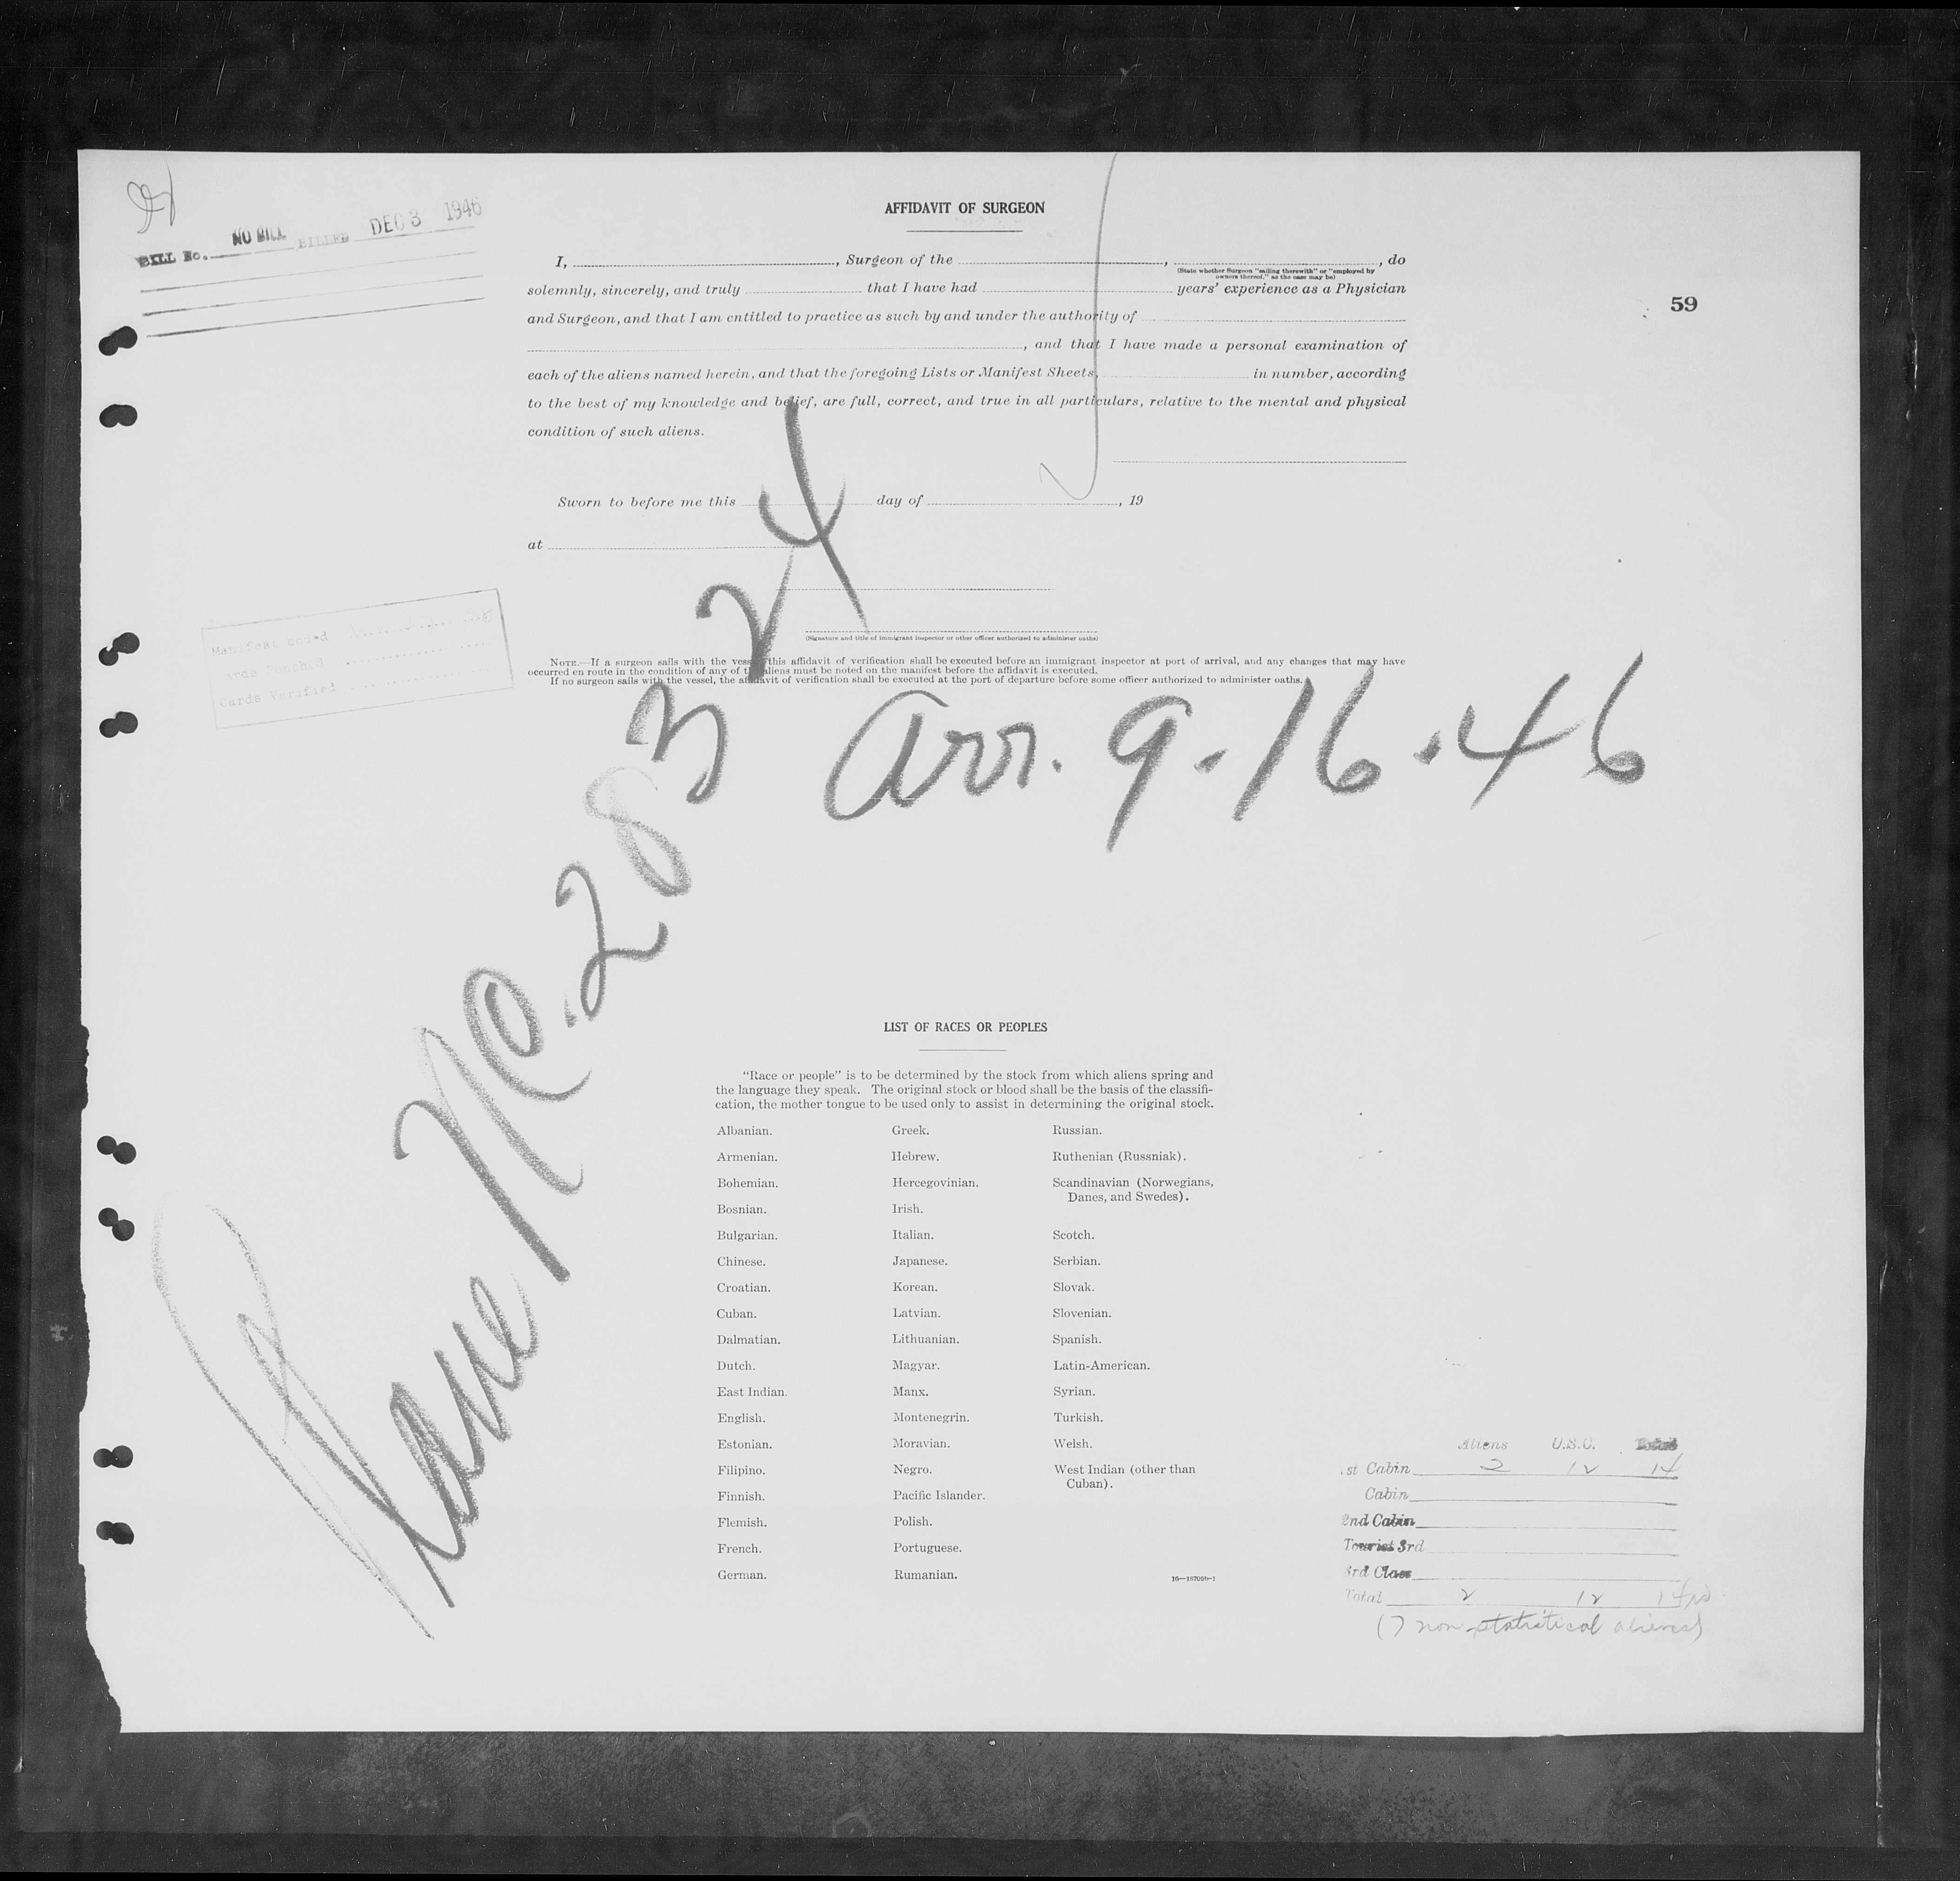 BILL No. NO BILL BILLED DEC 3 1946
AFFIDAVIT OF SURGEON
I, , Surgeon of the , , do
(State whether Surgeon "sailing therewith" or "employed by
owners thereof," as the case may be)
solemnly, sincerely, and truly that I have had years' experience as a Physician
59
and Surgeon, and that I am entitled to practice as such by and under the authority of
, and that I have made a personal examination of
each of the aliens named herein, and that the foregoing Lists or Manifest Sheets, in number, according
to the best of my knowledge and belief, are full, correct, and true in all particulars, relative to the mental and physical
condition of such aliens.
Sworn to before me this day of , 19
at
Manifest coded
ards Punched
Cards Verified
(Signature and title of immigrant inspector or other officer authorized to administer oaths)
NOTE.—If a surgeon sails with the vessel, this affidavit of verification shall be executed before an immigrant inspector at port of arrival, and any changes that may have
occurred en route in the condition of any of the aliens must be noted on the manifest before the affidavit is executed.
If no surgeon sails with the vessel, the affidavit of verification shall be executed at the port of departure before some officer authorized to administer oaths.
Plane NC.28324
Arr. 9.16.46
LIST OF RACES OR PEOPLES
"Race or people" is to be determined by the stock from which aliens spring and
the language they speak. The original stock or blood shall be the basis of the classifi-
cation, the mother tongue to be used only to assist in determining the original stock.
Albanian. Greek. Russian.
Armenian. Hebrew. Ruthenian (Russniak).
Bohemian. Hercegovinian. Scandinavian (Norwegians,
Danes, and Swedes).
Bosnian. Irish.
Bulgarian. Italian. Scotch.
Chinese. Japanese. Serbian.
Croatian. Korean. Slovak.
Cuban. Latvian. Slovenian.
Dalmatian. Lithuanian. Spanish.
Dutch. Magyar. Latin-American.
East Indian. Manx. Syrian.
English. Montenegrin. Turkish.
Estonian. Moravian. Welsh.
Filipino. Negro. West Indian (other than
Cuban).
Finnish. Pacific Islander.
Flemish. Polish.
French. Portuguese.
German. Rumanian.
16—18709b-1
Aliens U.S.C. Total
st Cabin 2 12 14
Cabin
2nd Cabin
Tourist 3rd
3rd Class
Total 2 12 14
(7 non-statistical aliens)